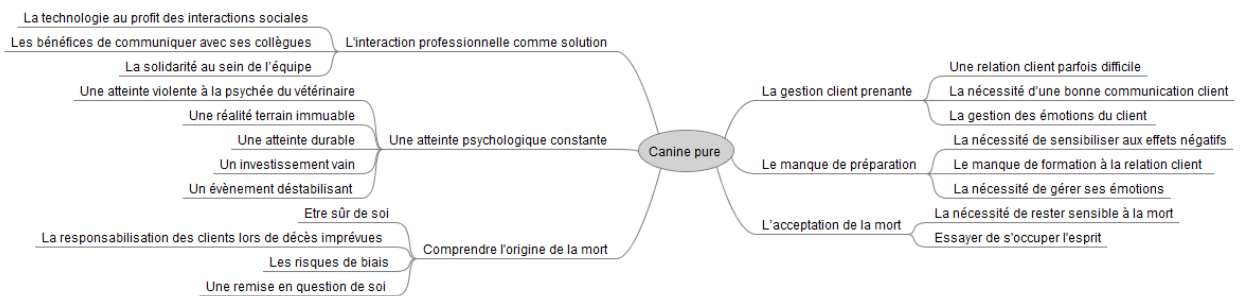 La technologie au profit des interactions sociales
Les bénéfices de communiquer avec ses collègues
La solidarité au sein de l'équipe
L'interaction professionnelle comme solution
Une atteinte violente à la psychée du vétérinaire
Une réalité terrain immuable
Une atteinte durable
Un investissement vain
Un évènement déstabilisant
Une atteinte psychologique constante
Etre sûr de soi
La responsabilisation des clients lors de décès imprévues
Les risques de biais
Une remise en question de soi
Comprendre l'origine de la mort
Canine pure
La gestion client prenante
Une relation client parfois difficile
La nécessité d'une bonne communication client
La gestion des émotions du client
Le manque de préparation
La nécessité de sensibiliser aux effets négatifs
Le manque de formation à la relation client
La nécessité de gérer ses émotions
L'acceptation de la mort
La nécessité de rester sensible à la mort
Essayer de s'occuper l'esprit